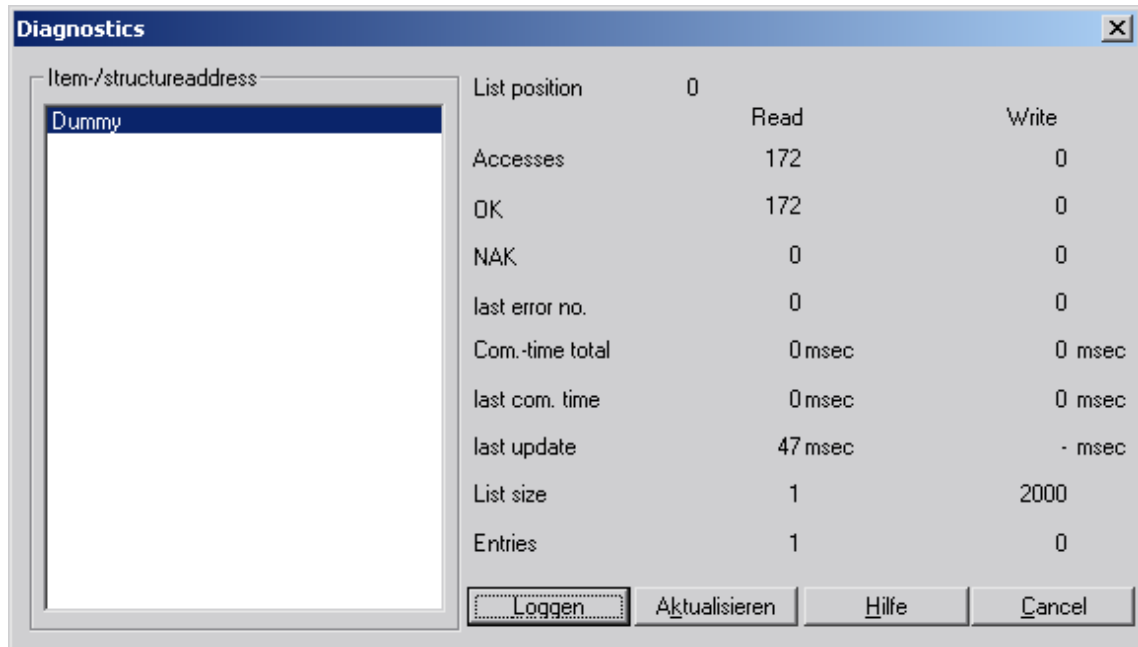 Diagnostics
Item-/structureaddress
Dummy
List position 0
Read Write
Accesses 172 0
OK 172 0
NAK 0 0
last error no. 0 0
Com.-time total 0 msec 0 msec
last com. time 0 msec 0 msec
last update 47 msec - msec
List size 1 2000
Entries 1 0
Loggen Aktualisieren Hilfe Cancel